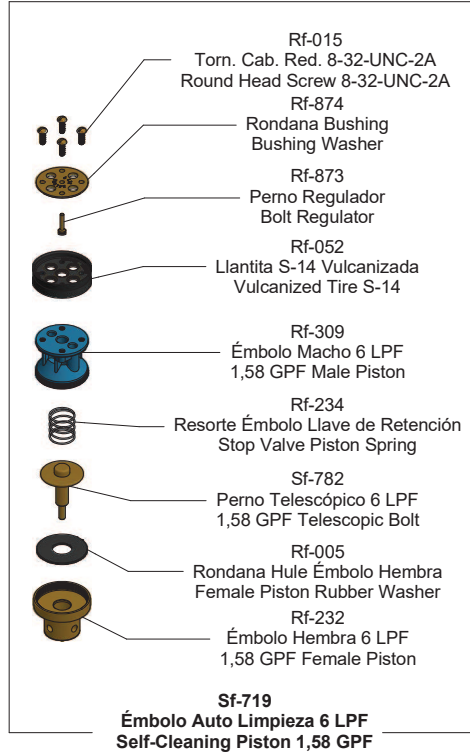 Rf-015
Torn. Cab. Red. 8-32-UNC-2A
Round Head Screw 8-32-UNC-2A
Rf-874
Rondana Bushing
Bushing Washer
Rf-873
Perno Regulador
Bolt Regulator
Rf-052
Llantita S-14 Vulcanizada
Vulcanized Tire S-14
Rf-309
Émbolo Macho 6 LPF
1,58 GPF Male Piston
Rf-234
Resorte Émbolo Llave de Retención
Stop Valve Piston Spring
Sf-782
Perno Telescópico 6 LPF
1,58 GPF Telescopic Bolt
Rf-005
Rondana Hule Émbolo Hembra
Female Piston Rubber Washer
Rf-232
Émbolo Hembra 6 LPF
1,58 GPF Female Piston
Sf-719
Émbolo Auto Limpieza 6 LPF
Self-Cleaning Piston 1,58 GPF